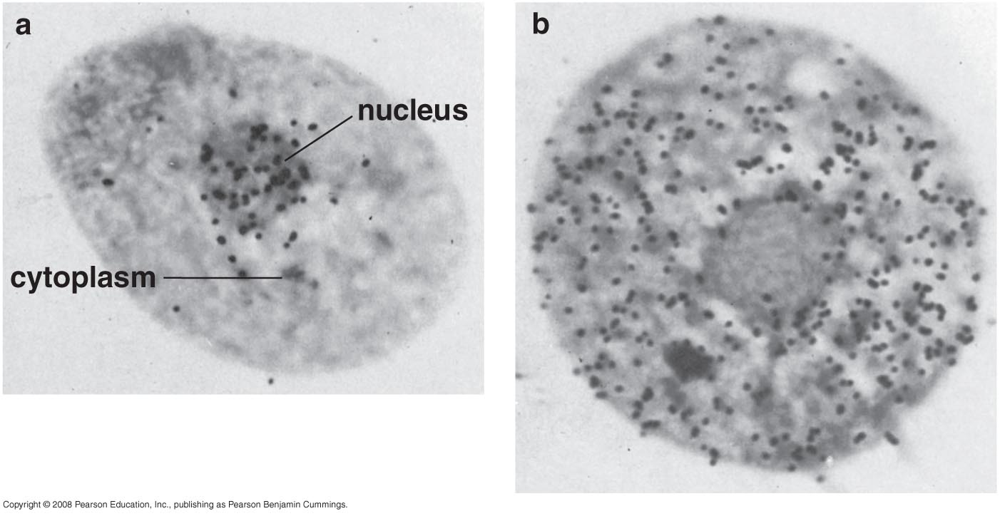 a
b
nucleus
cytoplasm
Copyright © 2008 Pearson Education, Inc., publishing as Pearson Benjamin Cummings.